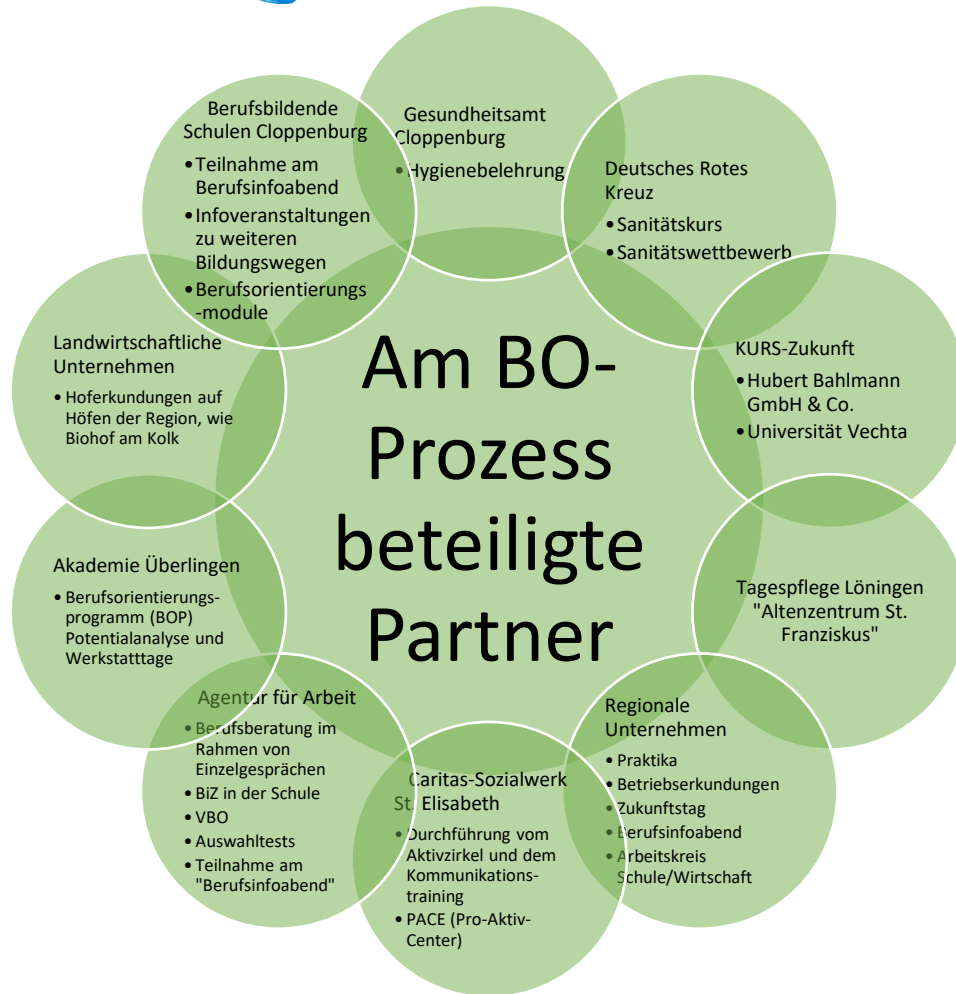 Am BO-
Prozess
beteiligte
Partner
Gesundheitsamt
Cloppenburg
•Hygienebelehrung
Deutsches Rotes
Kreuz
•Sanitätskurs
•Sanitätswettbewerb
KURS-Zukunft
•Hubert Bahlmann
GmbH & Co.
•Universität Vechta
Tagespflege Löningen
"Altenzentrum St.
Franziskus"
Regionale
Unternehmen
•Praktika
•Betriebserkundungen
•Zukunftstag
•Berufsinfoabend
•Arbeitskreis
Schule/Wirtschaft
Caritas-Sozialwerk
St. Elisabeth
•Durchführung vom
Aktivzirkel und dem
Kommunikations-
training
•PACE (Pro-Aktiv-
Center)
Agentur für Arbeit
•Berufsberatung im
Rahmen von
Einzelgesprächen
•BiZ in der Schule
•VBO
•Auswahltests
•Teilnahme am
"Berufsinfoabend"
Akademie Überlingen
•Berufsorientierungs-
programm (BOP)
Potentialanalyse und
Werkstatttage
Landwirtschaftliche
Unternehmen
•Hoferkundungen auf
Höfen der Region, wie
Biohof am Kolk
Berufsbildende
Schulen Cloppenburg
•Teilnahme am
Berufsinfoabend
•Infoveranstaltungen
zu weiteren
Bildungswegen
•Berufsorientierungs
-module